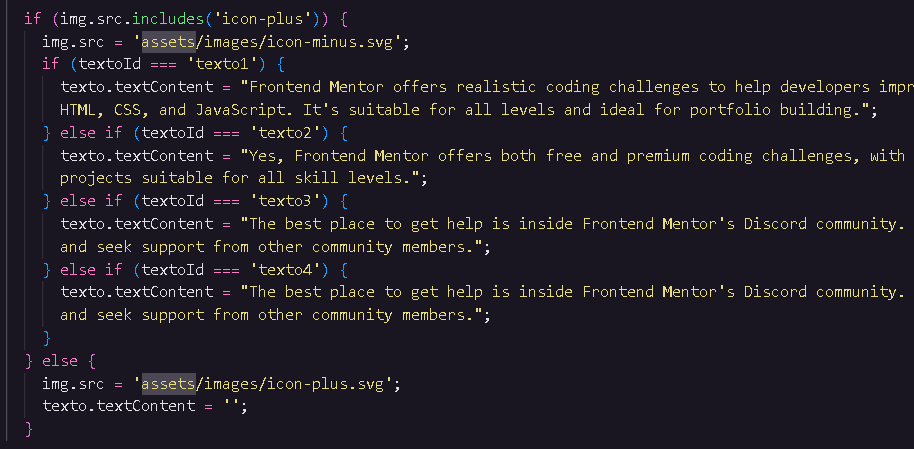 if (img.src.includes('icon-plus')) {
img.src = 'assets/images/icon-minus.svg';
if (textoId === 'texto1') {
texto.textContent = "Frontend Mentor offers realistic coding challenges to help developers impr
HTML, CSS, and JavaScript. It's suitable for all levels and ideal for portfolio building.";
} else if (textoId === 'texto2') {
texto.textContent = "Yes, Frontend Mentor offers both free and premium coding challenges, with
projects suitable for all skill levels.";
} else if (textoId === 'texto3') {
texto.textContent = "The best place to get help is inside Frontend Mentor's Discord community.
and seek support from other community members.";
} else if (textoId === 'texto4') {
texto.textContent = "The best place to get help is inside Frontend Mentor's Discord community.
and seek support from other community members.";
}
} else {
img.src = 'assets/images/icon-plus.svg';
texto.textContent = '';
}